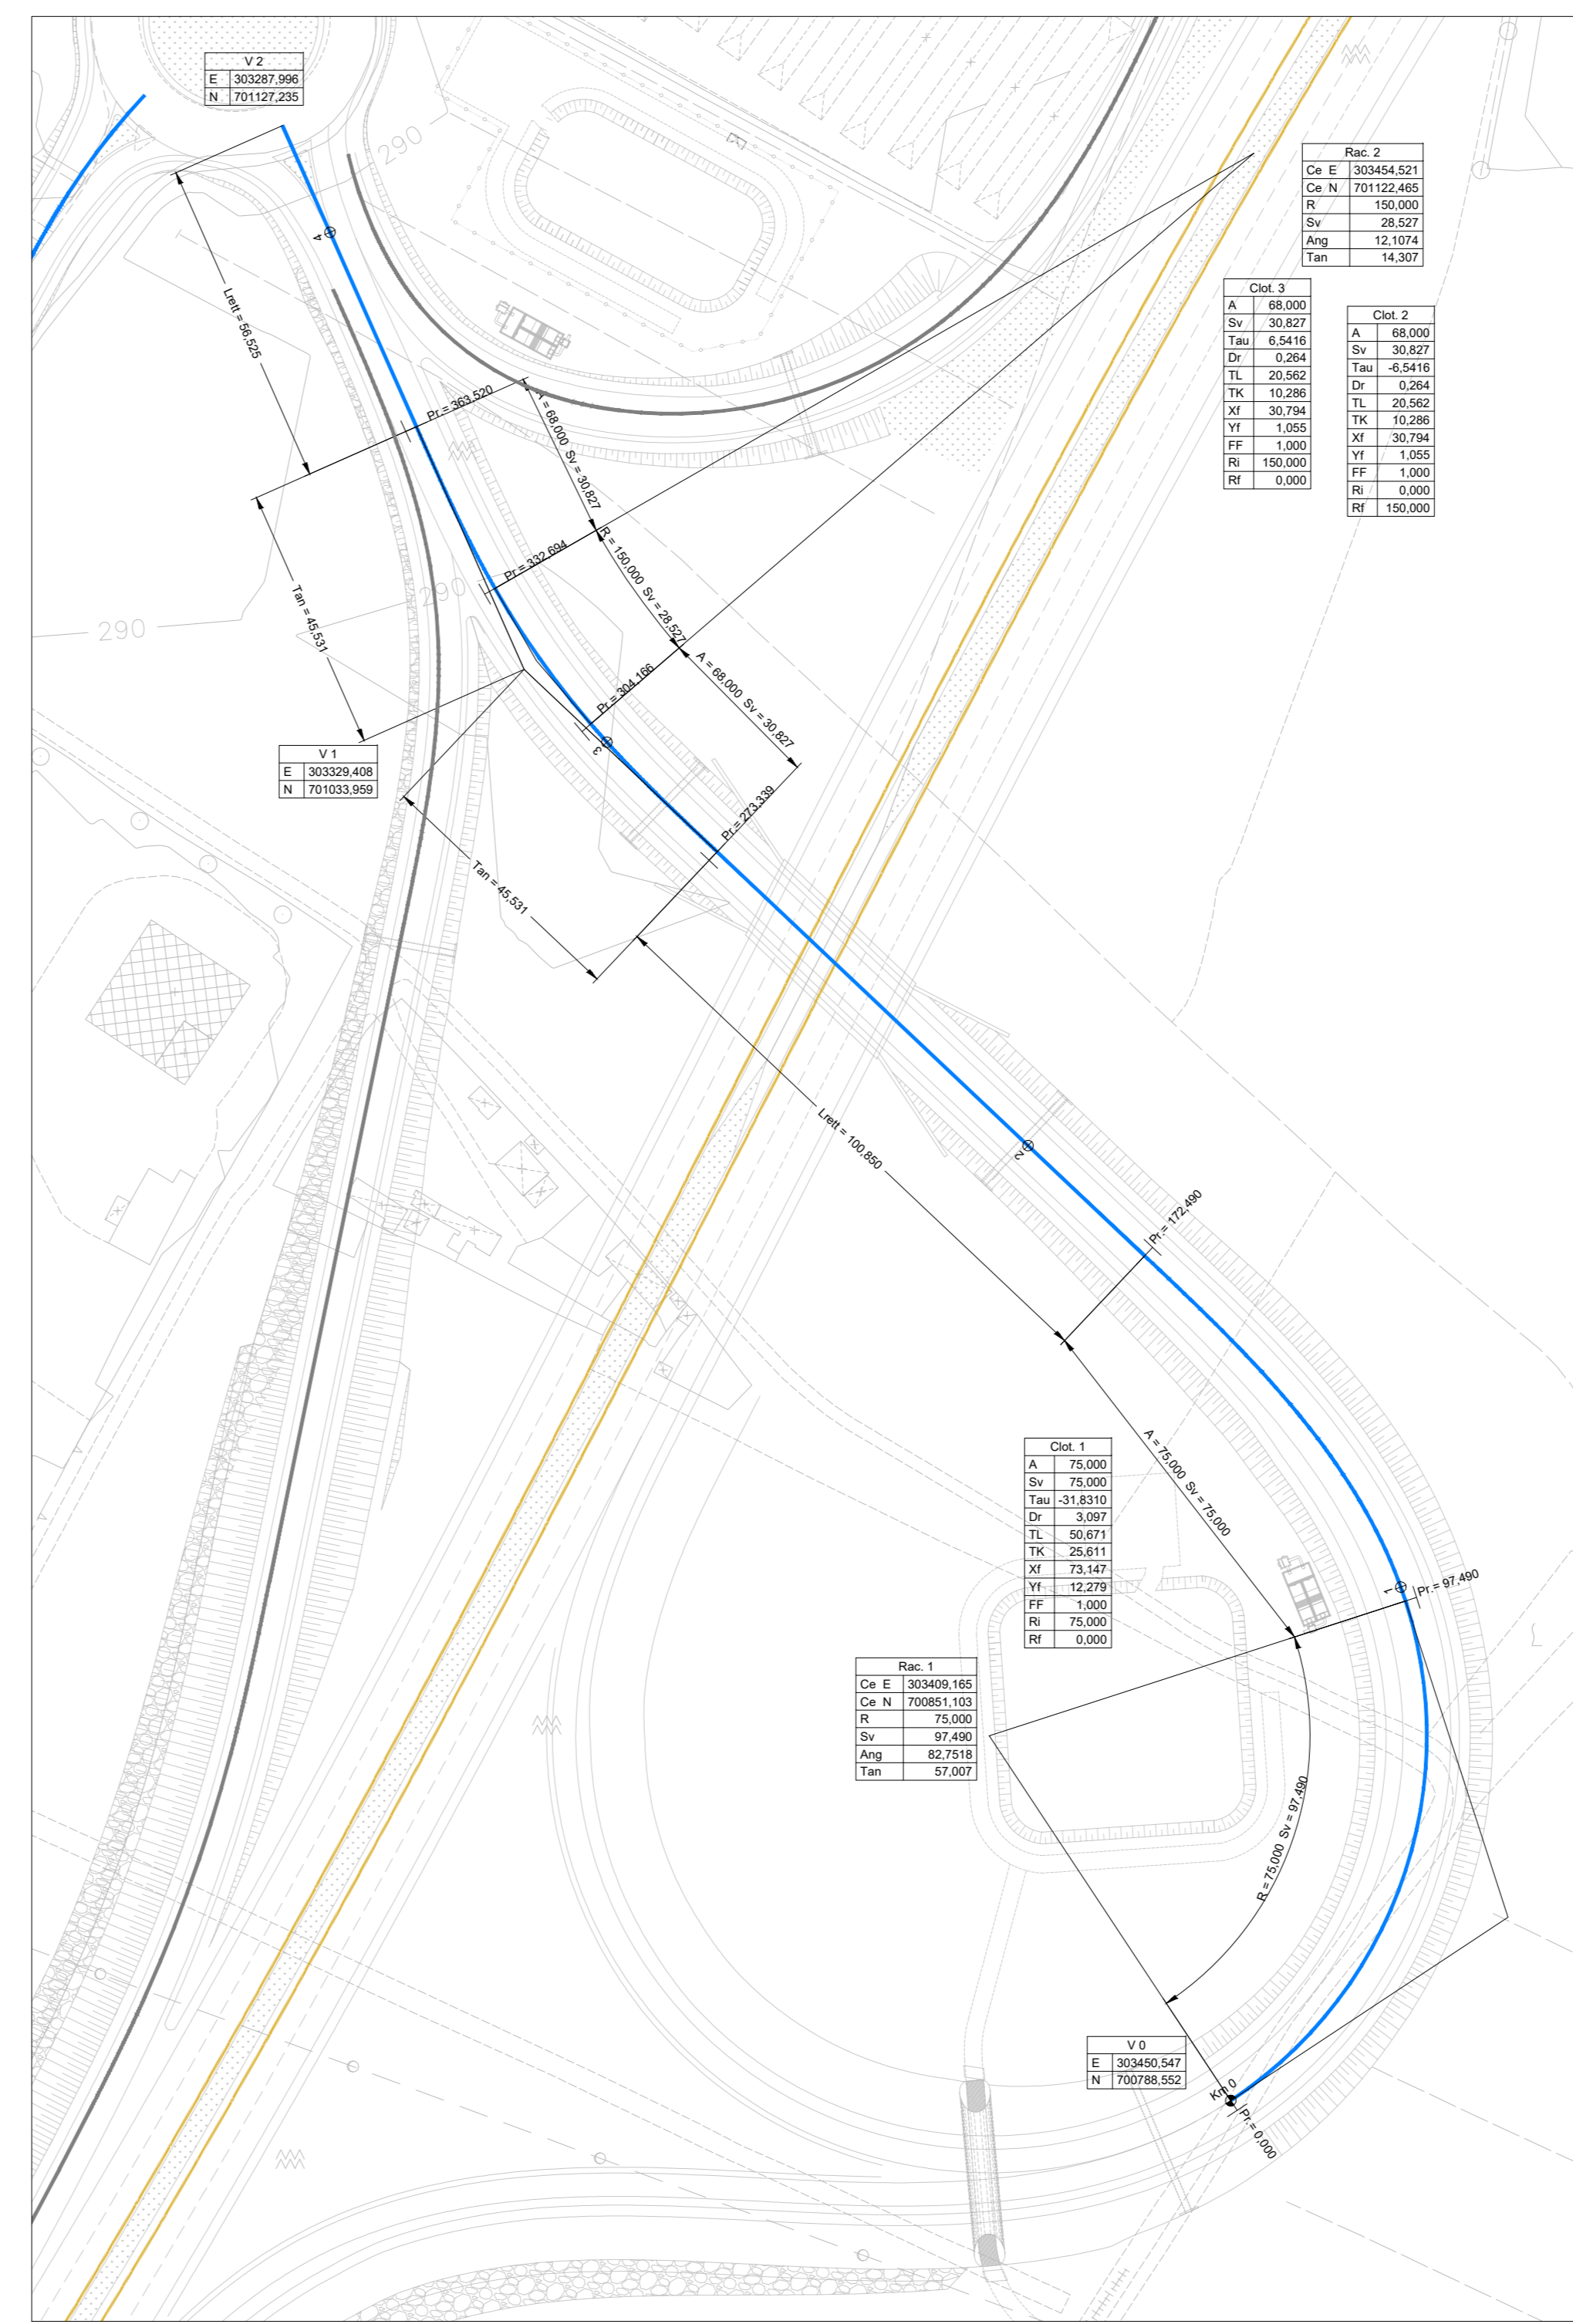 V 2
E 303287,996
N 701127,235
290
Rac. 2
Ce E 303454,521
Ce N 701122,465
R 150,000
Sv 28,527
Ang 12,1074
Tan 14,307
4
Clot. 3
A 68,000
Sv 30,827
Tau 6,5416
Dr 0,264
TL 20,562
TK 10,286
Xf 30,794
Yf 1,055
FF 1,000
Ri 150,000
Rf 0,000
Clot. 2
A 68,000
Sv 30,827
Tau -6,5416
Dr 0,264
TL 20,562
TK 10,286
Xf 30,794
Yf 1,055
FF 1,000
Ri 0,000
Rf 150,000
Lrett = 56,525
Pr.= 363,520
A = 68,000 Sv = 30,827
Pr.= 332,694
R = 150,000 Sv = 28,527
290
290
Tan = 45,531
Pr.= 304,166
A = 68,000 Sv = 30,827
3
V 1
E 303329,408
N 701033,959
Pr.= 273,339
Tan = 45,531
Lrett = 100,850
2
Pr.= 172,490
A = 75,000 Sv = 75,000
Clot. 1
A 75,000
Sv 75,000
Tau -31,8310
Dr 3,097
TL 50,671
TK 25,611
Xf 73,147
Yf 12,279
FF 1,000
Ri 75,000
Rf 0,000
1
Pr.= 97,490
Rac. 1
Ce E 303409,165
Ce N 700851,103
R 75,000
Sv 97,490
Ang 82,7518
Tan 57,007
R = 75,000 Sv = 97,490
V 0
E 303450,547
N 700788,552
Km 0
Pr.= 0,000